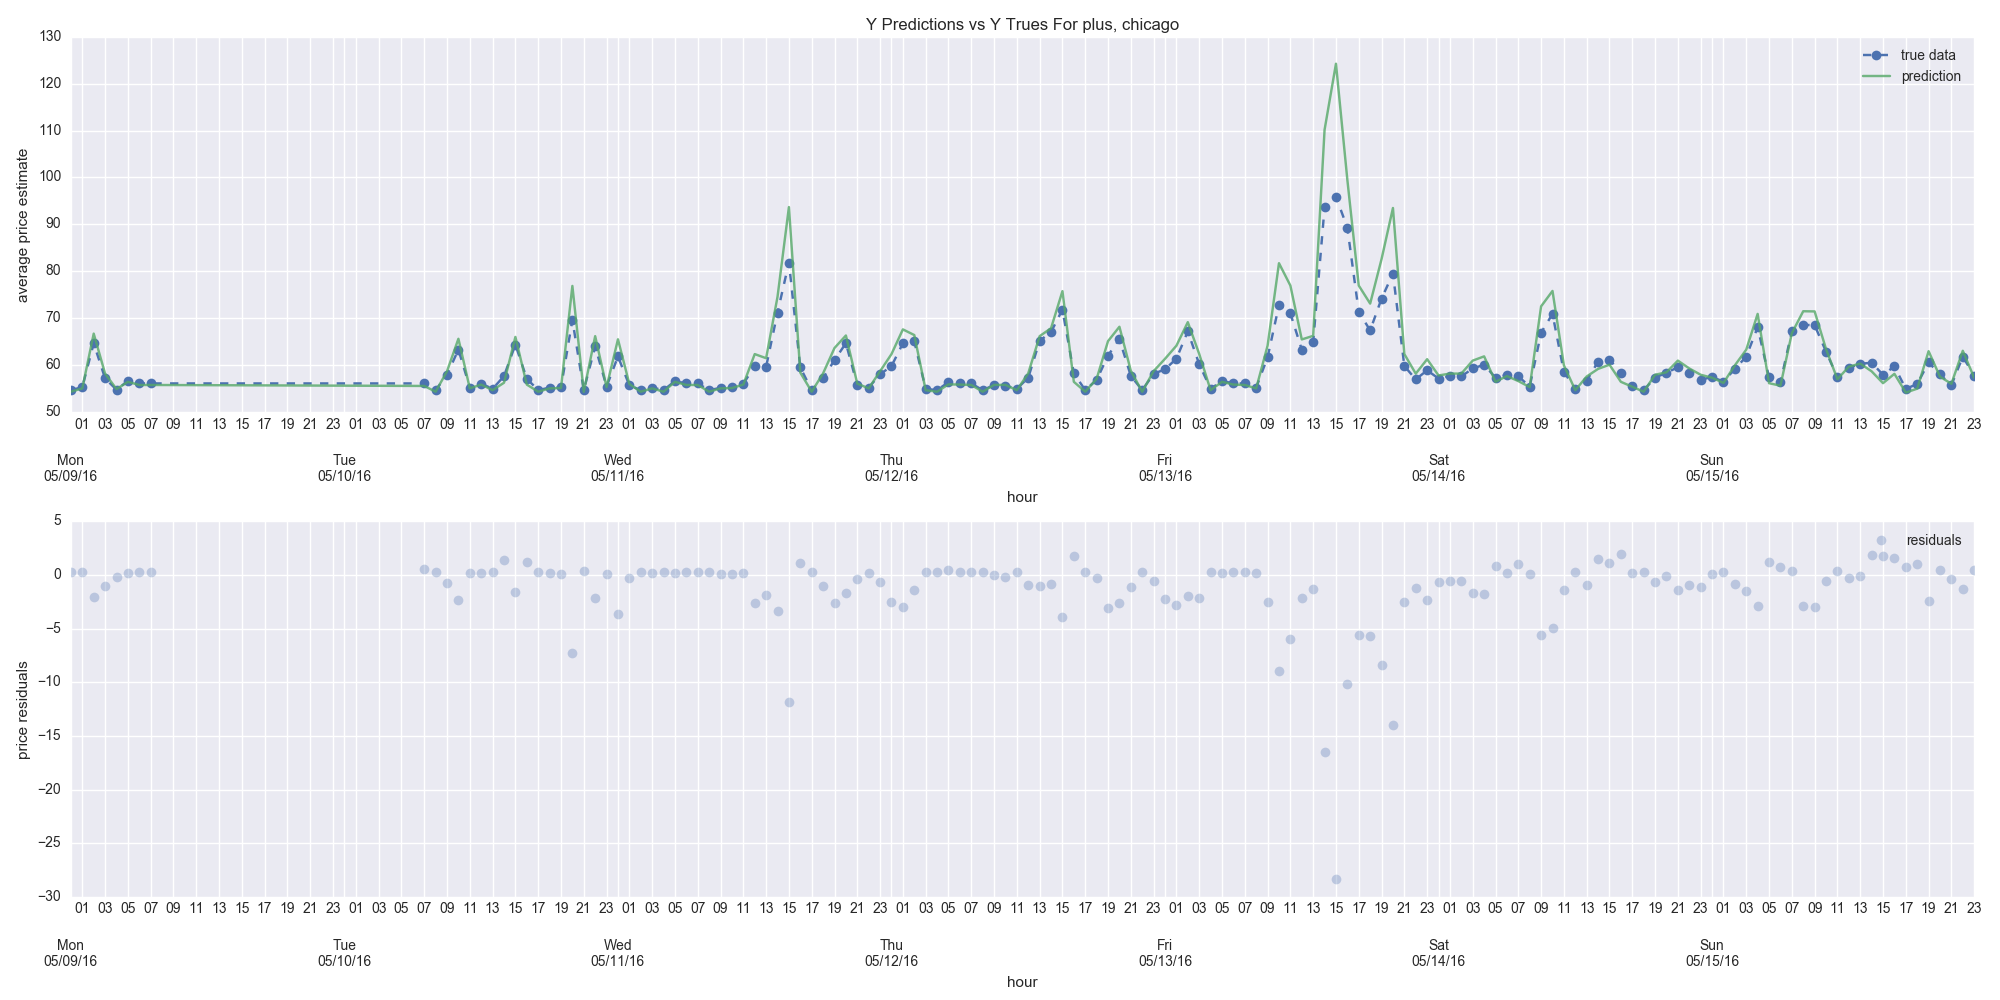 Y Predictions vs Y Trues For plus, chicago
130
120
110
100
90
80
70
60
50
average price estimate
true data
prediction
01 03 05 07 09 11 13 15 17 19 21 23 01 03 05 07 09 11 13 15 17 19 21 23 01 03 05 07 09 11 13 15 17 19 21 23 01 03 05 07 09 11 13 15 17 19 21 23 01 03 05 07 09 11 13 15 17 19 21 23 01 03 05 07 09 11 13 15 17 19 21 23 01 03 05 07 09 11 13 15 17 19 21 23
Mon Tue Wed Thu Fri Sat Sun
05/09/16 05/10/16 05/11/16 05/12/16 05/13/16 05/14/16 05/15/16
hour
5
0
−5
−10
−15
−20
−25
−30
price residuals
residuals
01 03 05 07 09 11 13 15 17 19 21 23 01 03 05 07 09 11 13 15 17 19 21 23 01 03 05 07 09 11 13 15 17 19 21 23 01 03 05 07 09 11 13 15 17 19 21 23 01 03 05 07 09 11 13 15 17 19 21 23 01 03 05 07 09 11 13 15 17 19 21 23 01 03 05 07 09 11 13 15 17 19 21 23
Mon Tue Wed Thu Fri Sat Sun
05/09/16 05/10/16 05/11/16 05/12/16 05/13/16 05/14/16 05/15/16
hour